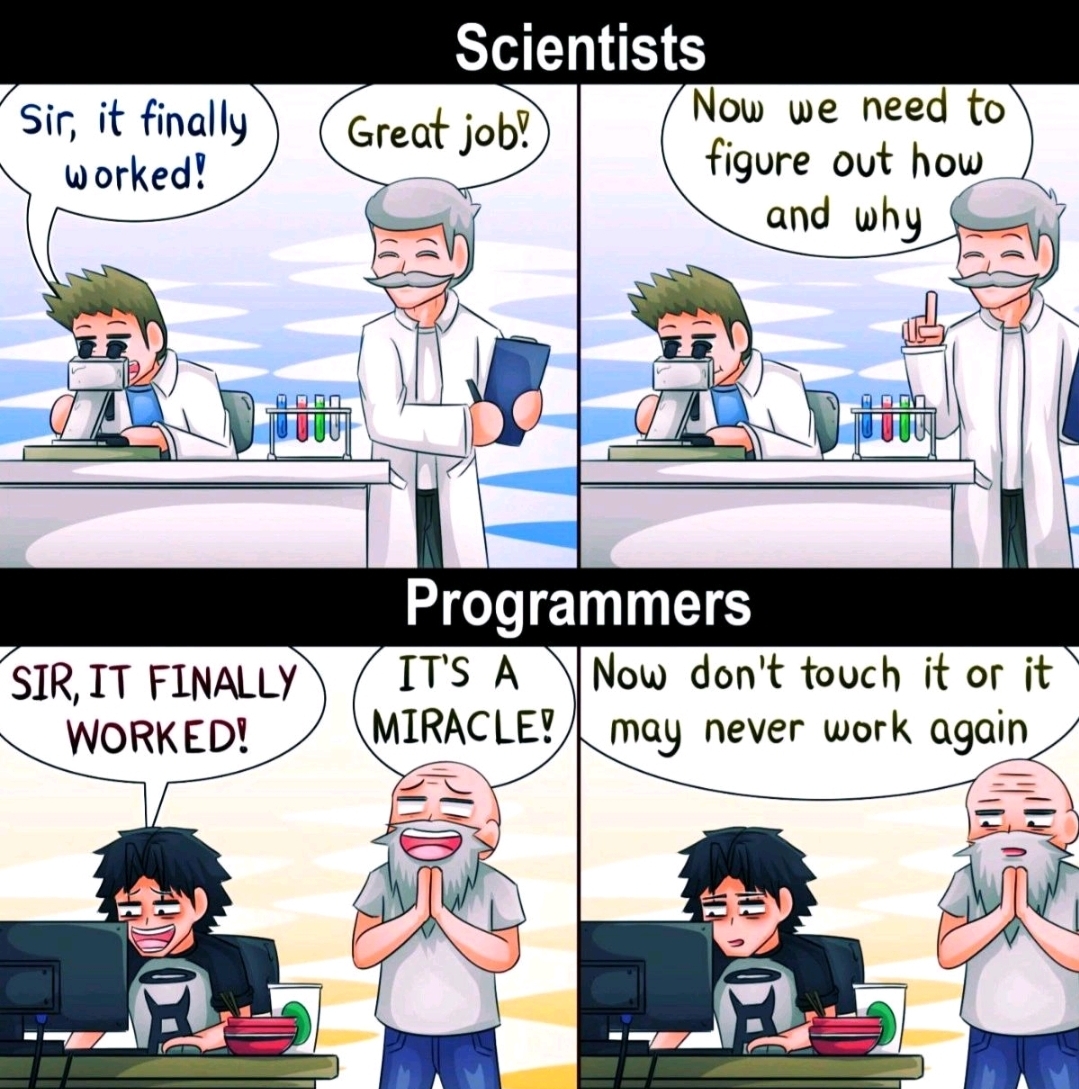 Scientists
Sir, it finally
worked!
Great job!
Now we need to
figure out how
and why
Programmers
SIR, IT FINALLY
WORKED!
IT'S A
MIRACLE!
Now don't touch it or it
may never work again